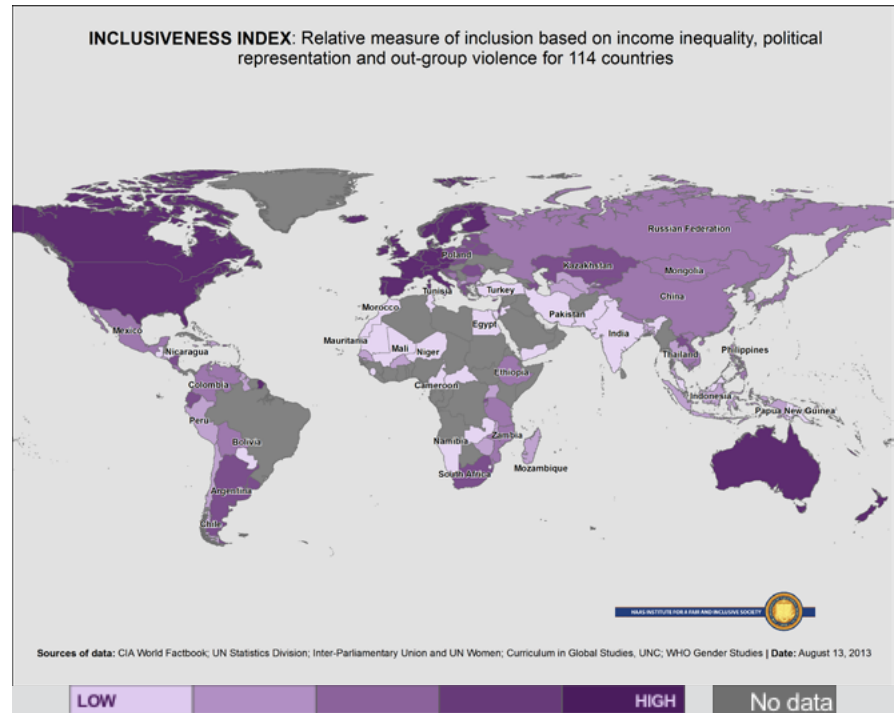 INCLUSIVENESS INDEX: Relative measure of inclusion based on income inequality, political
representation and out-group violence for 114 countries
Russian Federation
Poland
Kazakhstan
Mongolia
Tunisia
Turkey
China
Morocco
Pakistan
Mexico
Egypt
India
Mauritania
Mali
Niger
Nicaragua
Thailand
Philippines
Colombia
Cameroon
Ethiopia
Indonesia
Papua New Guinea
Peru
Bolivia
Namibia
Zambia
Mozambique
South Africa
Argentina
Chile
HAAS INSTITUTE FOR A FAIR AND INCLUSIVE SOCIETY
Sources of data: CIA World Factbook; UN Statistics Division; Inter-Parliamentary Union and UN Women; Curriculum in Global Studies, UNC; WHO Gender Studies | Date: August 13, 2013
LOW HIGH No data